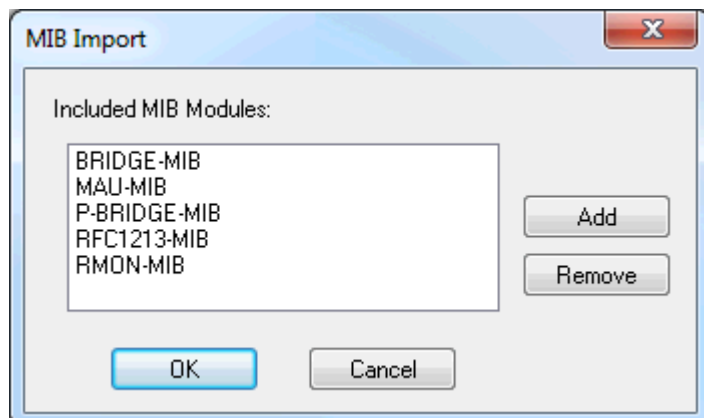 MIB Import
Included MIB Modules:
BRIDGE-MIB
MAU-MIB
P-BRIDGE-MIB
RFC1213-MIB
RMON-MIB
Add
Remove
OK
Cancel